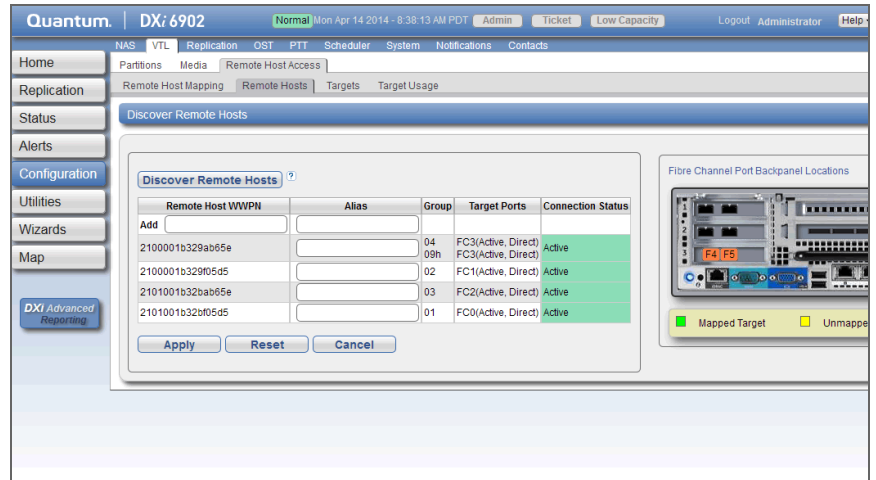 Quantum. DXi 6902 Normal Mon Apr 14 2014 - 8:38:13 AM PDT Admin Ticket Low Capacity Logout Administrator Help
NAS VTL Replication OST PTT Scheduler System Notifications Contacts
Home
Partitions Media Remote Host Access
Replication
Remote Host Mapping Remote Hosts Targets Target Usage
Status
Discover Remote Hosts
Alerts
Configuration
Utilities
Wizards
Map
DXi Advanced
Reporting
Discover Remote Hosts ?
Remote Host WWPN Alias Group Target Ports Connection Status
Add
2100001b329ab65e 04 FC3(Active, Direct) Active
09h FC3(Active, Direct)
2100001b329f05d5 02 FC1(Active, Direct) Active
2101001b32bab65e 03 FC2(Active, Direct) Active
2101001b32bf05d5 01 FC0(Active, Direct) Active
Apply Reset Cancel
Fibre Channel Port Backpanel Locations
1
2
3
F4 F5
Mapped Target Unmappe